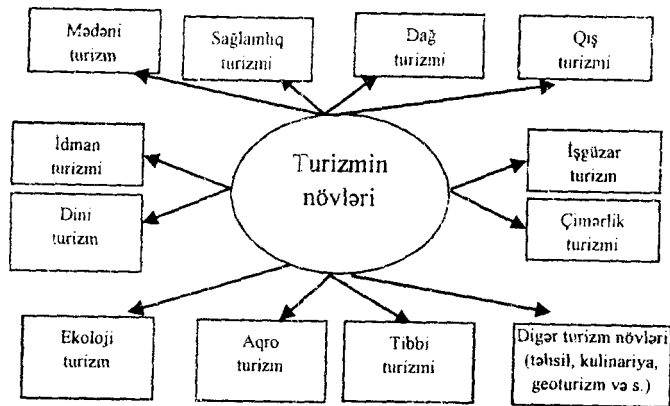 Mədəni
turizm
Sağlamlıq
turizmi
Dağ
turizmi
Qış
turizmi
İdman
turizmi
Turizmin
növləri
İşgüzar
turizm
Dini
turizm
Çimərlik
turizmi
Ekoloji
turizm
Aqro
turizm
Tibbi
turizmi
Digər turizm növləri
(təhsil, kulinariya,
geoturizm və s.)